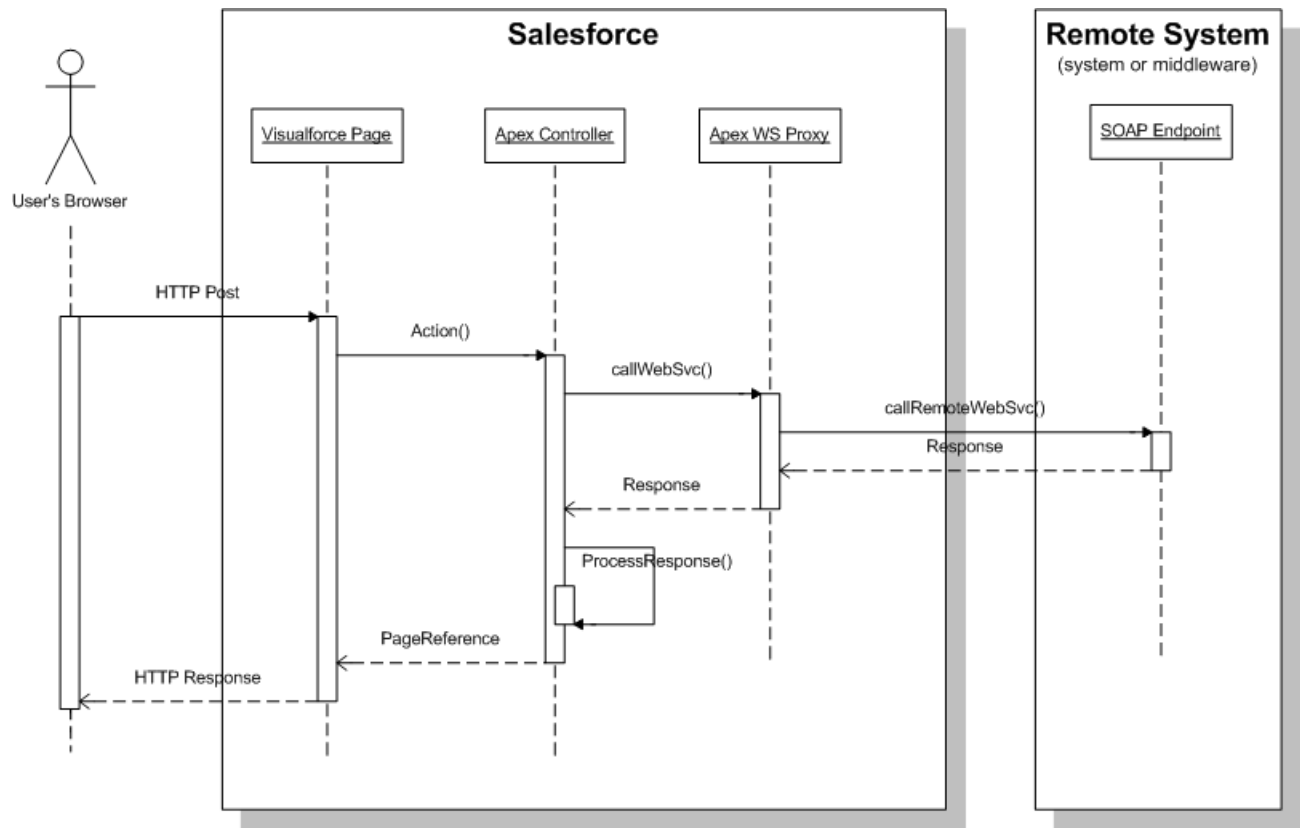 Salesforce
Remote System
(system or middleware)
Visualforce Page
Apex Controller
Apex WS Proxy
SOAP Endpoint
User's Browser
HTTP Post
Action()
callWebSvc()
callRemoteWebSvc()
Response
Response
ProcessResponse()
PageReference
HTTP Response